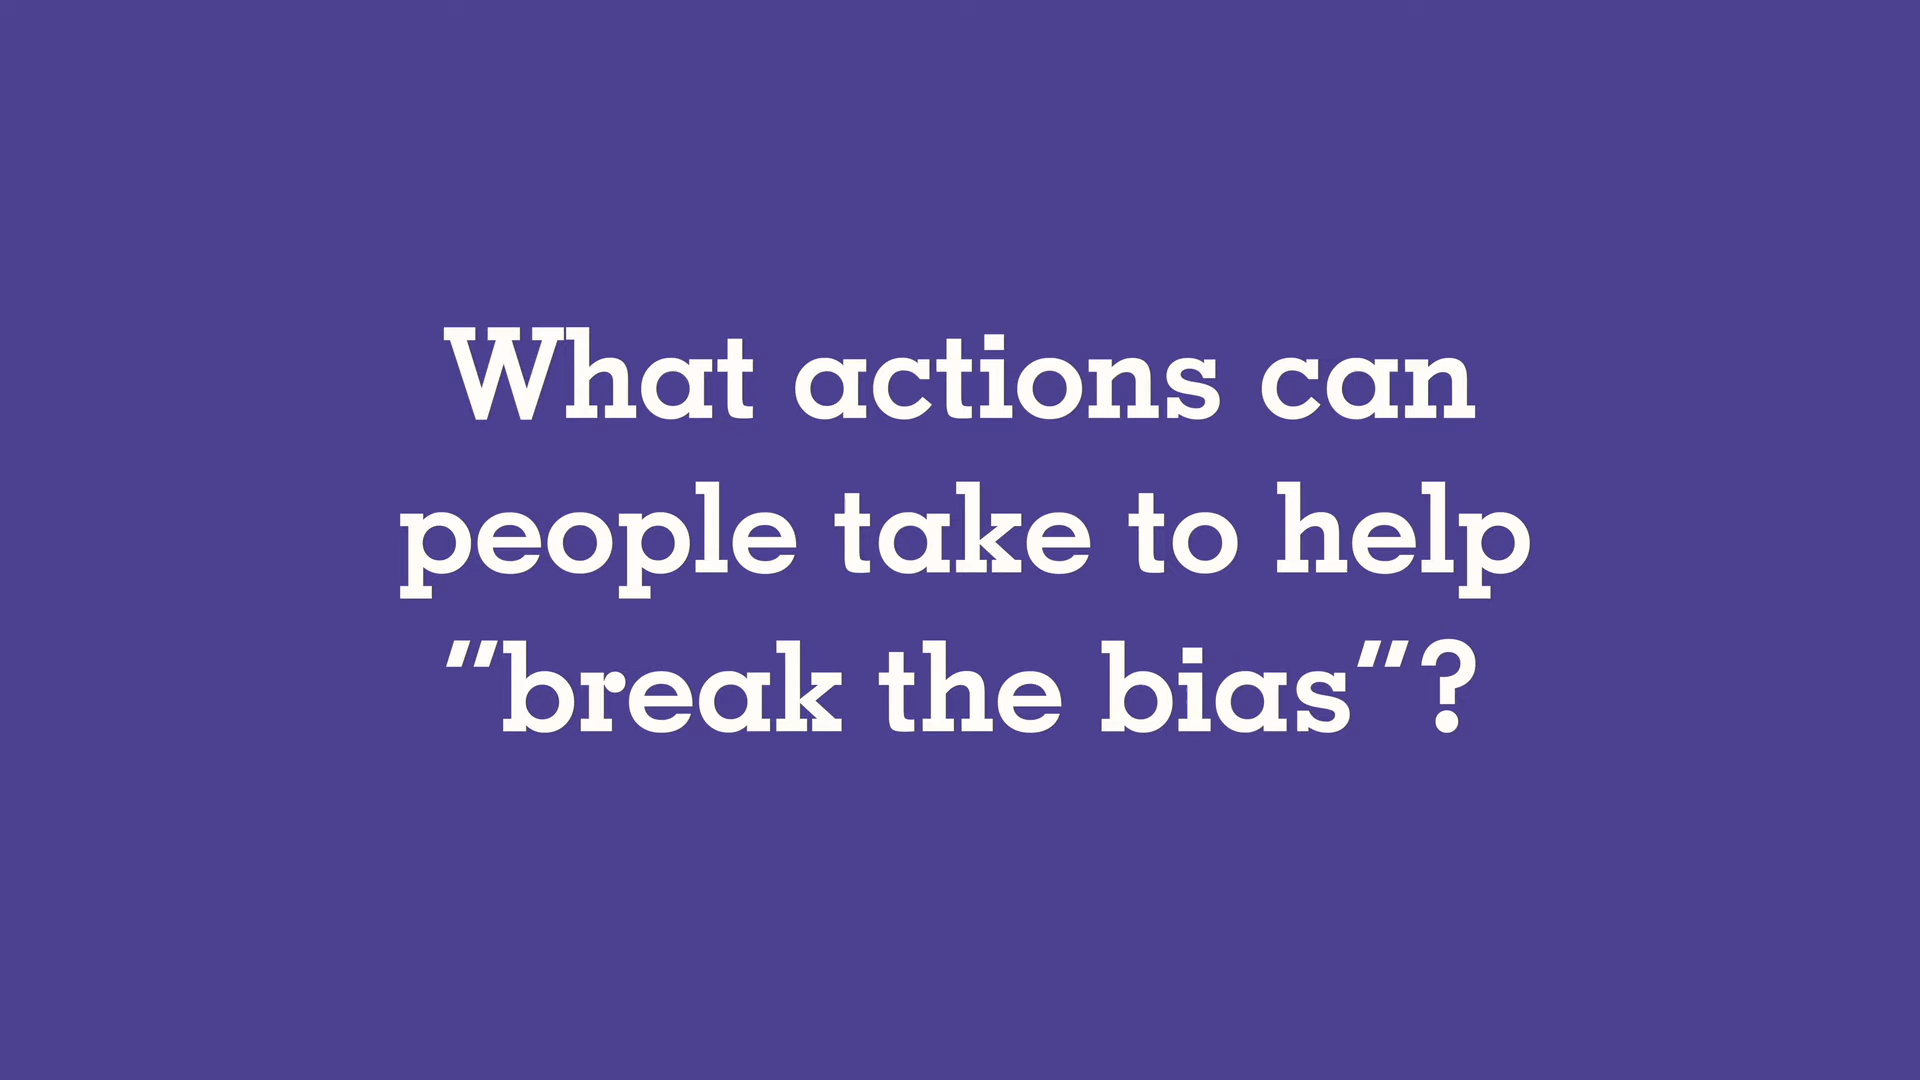 What actions can
people take to help
“break the bias”?